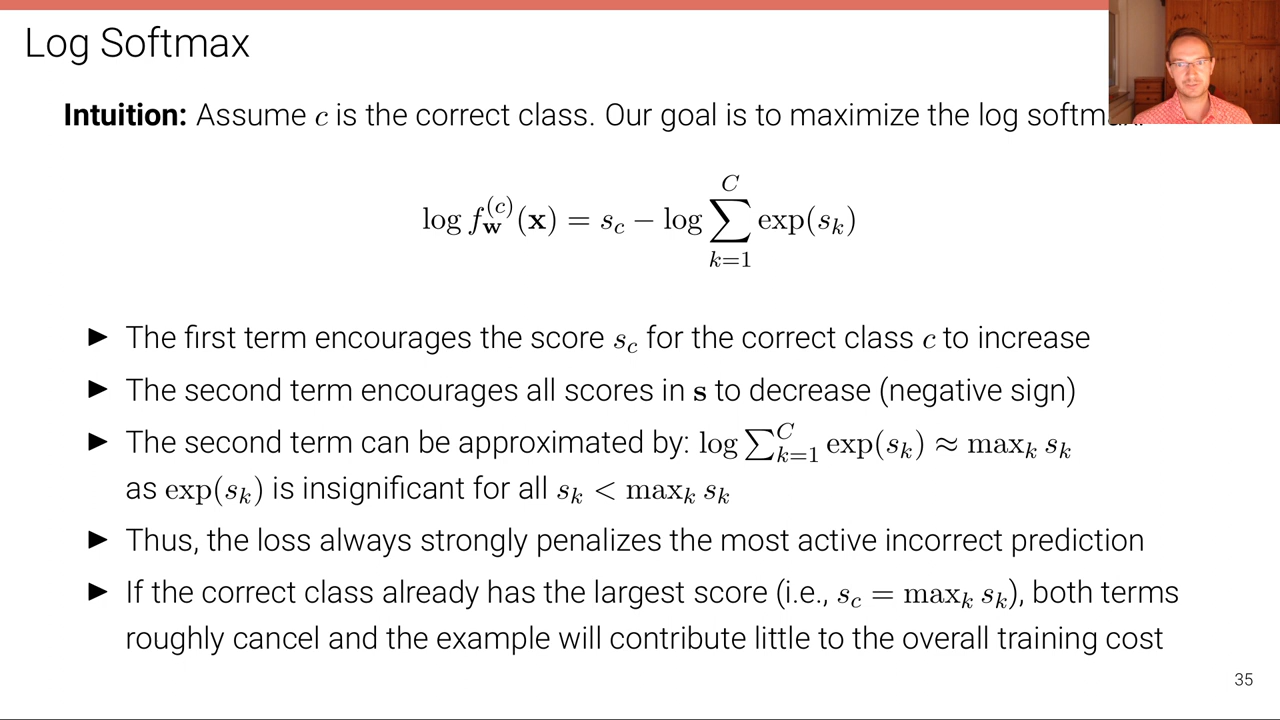 Log Softmax
Intuition: Assume c is the correct class. Our goal is to maximize the log
log f_w^(c)(x) = s_c − log ∑_{k=1}^{C} exp(s_k)
► The first term encourages the score s_c for the correct class c to increase
► The second term encourages all scores in s to decrease (negative sign)
► The second term can be approximated by: log ∑_{k=1}^{C} exp(s_k) ≈ max_k s_k
as exp(s_k) is insignificant for all s_k < max_k s_k
► Thus, the loss always strongly penalizes the most active incorrect prediction
► If the correct class already has the largest score (i.e., s_c = max_k s_k), both terms
roughly cancel and the example will contribute little to the overall training cost
35